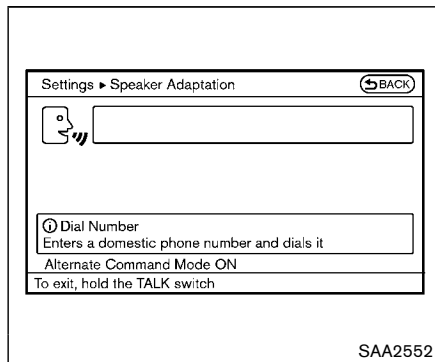 Settings ▸ Speaker Adaptation BACK
Dial Number
Enters a domestic phone number and dials it
Alternate Command Mode ON
To exit, hold the TALK switch
SAA2552